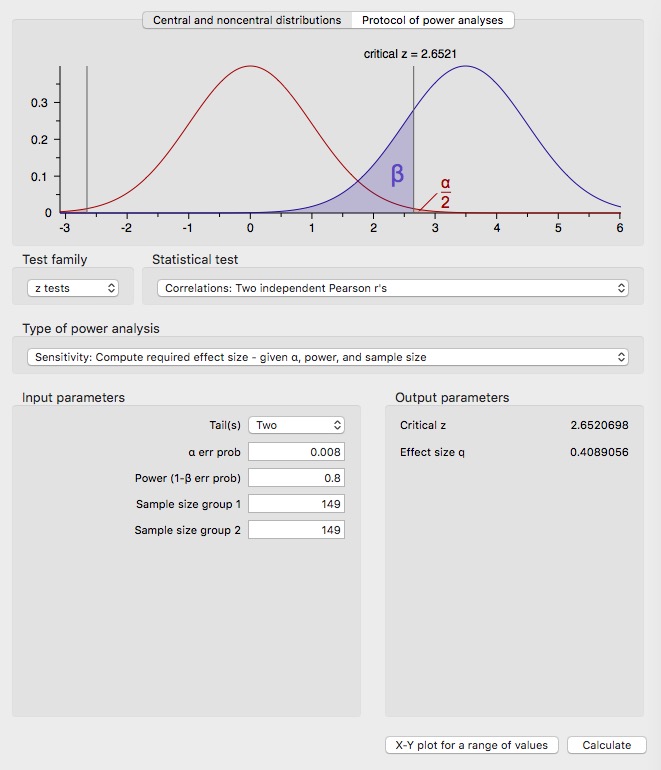 Central and noncentral distributions Protocol of power analyses
critical z = 2.6521
0.3
0.2
0.1
0
β
α
2
-3 -2 -1 0 1 2 3 4 5 6
Test family Statistical test
z tests Correlations: Two independent Pearson r's
Type of power analysis
Sensitivity: Compute required effect size - given α, power, and sample size
Input parameters
Tail(s) Two
α err prob 0.008
Power (1-β err prob) 0.8
Sample size group 1 149
Sample size group 2 149
Output parameters
Critical z 2.6520698
Effect size q 0.4089056
X-Y plot for a range of values Calculate